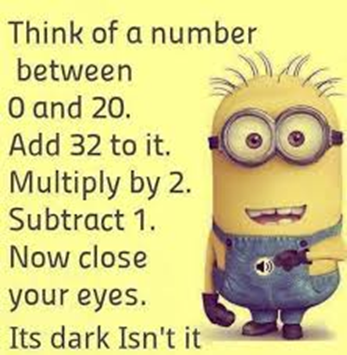 Think of a number
between
0 and 20.
Add 32 to it.
Multiply by 2.
Subtract 1.
Now close
your eyes.
Its dark Isn't it